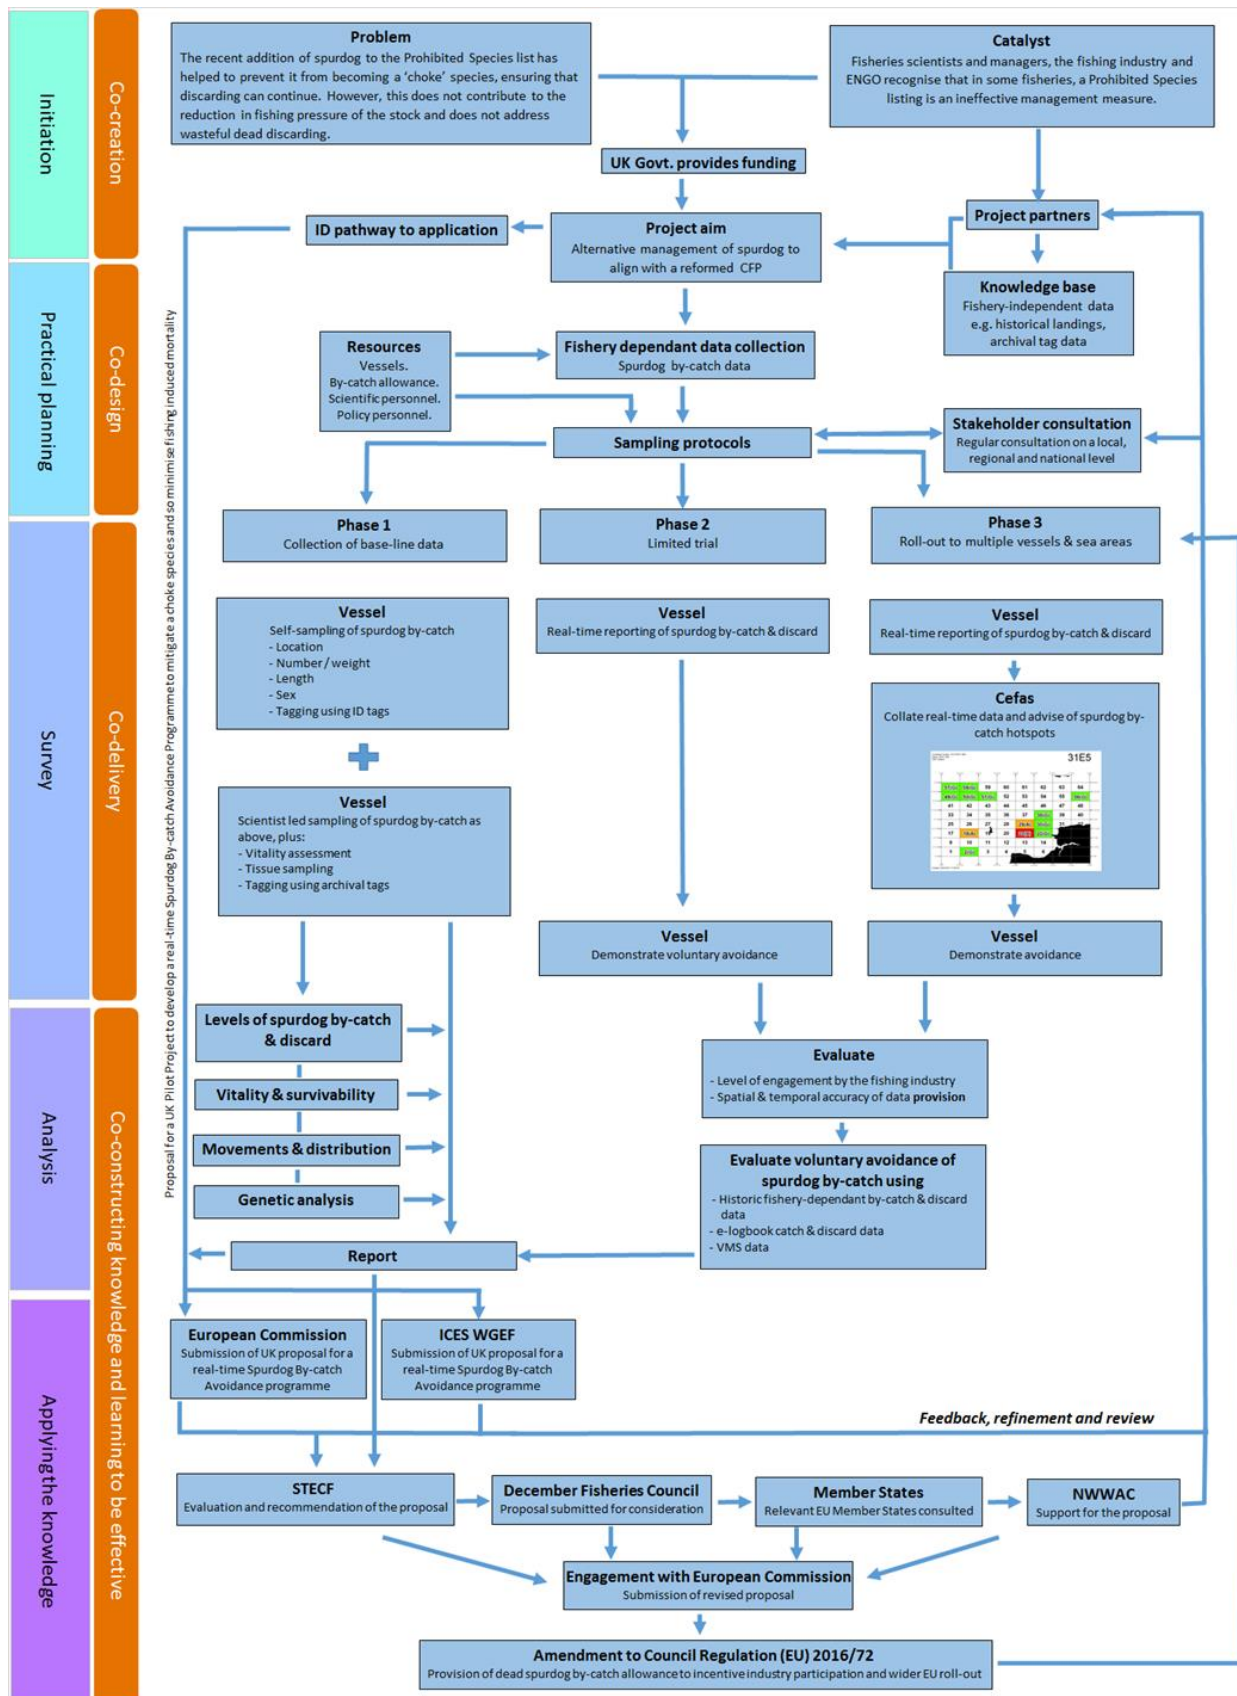 Initiation
Practical planning
Survey
Analysis
Applying the knowledge
Co-creation
Co-design
Co-delivery
Co-constructing knowledge and learning to be effective
Problem
The recent addition of spurdog to the Prohibited Species list has
helped to prevent it from becoming a 'choke' species, ensuring that
discarding can continue. However, this does not contribute to the
reduction in fishing pressure of the stock and does not address
wasteful dead discarding.
Catalyst
Fisheries scientists and managers, the fishing industry and
ENGO recognise that in some fisheries, a Prohibited Species
listing is an ineffective management measure.
UK Govt. provides funding
ID pathway to application
Project aim
Alternative management of spurdog to
align with a reformed CFP
Project partners
Knowledge base
Fishery-independent data
e.g. historical landings,
archival tag data
Proposal for a UK Pilot Project to develop a real-time Spurdog By-catch Avoidance Programme to mitigate a choke species and so minimise fishing induced mortality
Resources
Vessels.
By-catch allowance.
Scientific personnel.
Policy personnel.
Fishery dependant data collection
Spurdog by-catch data
Sampling protocols
Stakeholder consultation
Regular consultation on a local,
regional and national level
Phase 1
Collection of base-line data
Phase 2
Limited trial
Phase 3
Roll-out to multiple vessels & sea areas
Vessel
Self-sampling of spurdog by-catch
- Location
- Number / weight
- Length
- Sex
- Tagging using ID tags
Vessel
Real-time reporting of spurdog by-catch & discard
Vessel
Real-time reporting of spurdog by-catch & discard
Cefas
Collate real-time data and advise of spurdog by-
catch hotspots
31E5
Vessel
Scientist led sampling of spurdog by-catch as
above, plus:
- Vitality assessment
- Tissue sampling
- Tagging using archival tags
Vessel
Demonstrate voluntary avoidance
Vessel
Demonstrate avoidance
Levels of spurdog by-catch
& discard
Vitality & survivability
Movements & distribution
Genetic analysis
Evaluate
- Level of engagement by the fishing industry
- Spatial & temporal accuracy of data provision
Evaluate voluntary avoidance of
spurdog by-catch using
- Historic fishery-dependant by-catch & discard
data
- e-logbook catch & discard data
- VMS data
Report
European Commission
Submission of UK proposal for a
real-time Spurdog By-catch
Avoidance programme
ICES WGEF
Submission of UK proposal for a
real-time Spurdog By-catch
Avoidance programme
Feedback, refinement and review
STECF
Evaluation and recommendation of the proposal
December Fisheries Council
Proposal submitted for consideration
Member States
Relevant EU Member States consulted
NWWAC
Support for the proposal
Engagement with European Commission
Submission of revised proposal
Amendment to Council Regulation (EU) 2016/72
Provision of dead spurdog by-catch allowance to incentive industry participation and wider EU roll-out